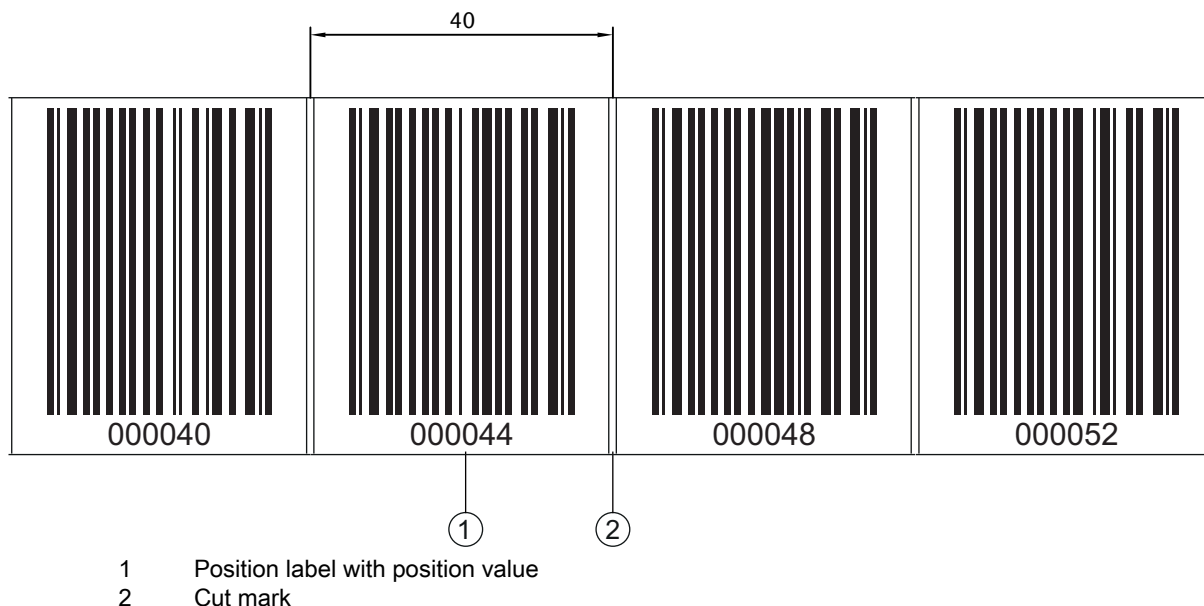 40
000040 000044 000048 000052
1 2
1 Position label with position value
2 Cut mark